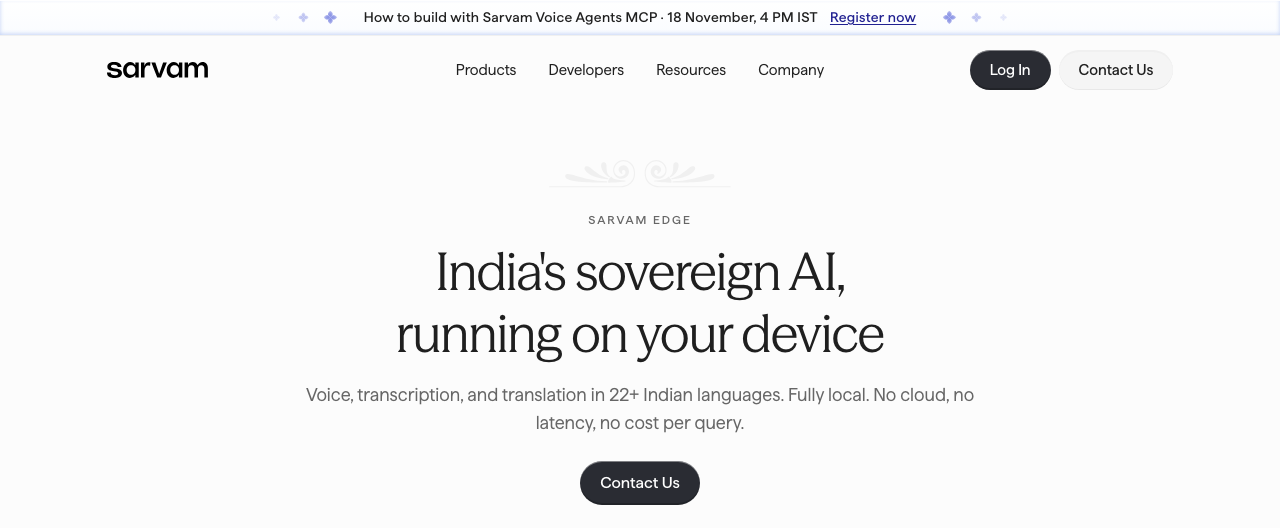 How to build with Sarvam Voice Agents MCP · 18 November, 4 PM IST Register now
sarvam Products Developers Resources Company Log In Contact Us
SARVAM EDGE
India's sovereign AI,
running on your device
Voice, transcription, and translation in 22+ Indian languages. Fully local. No cloud, no
latency, no cost per query.
Contact Us